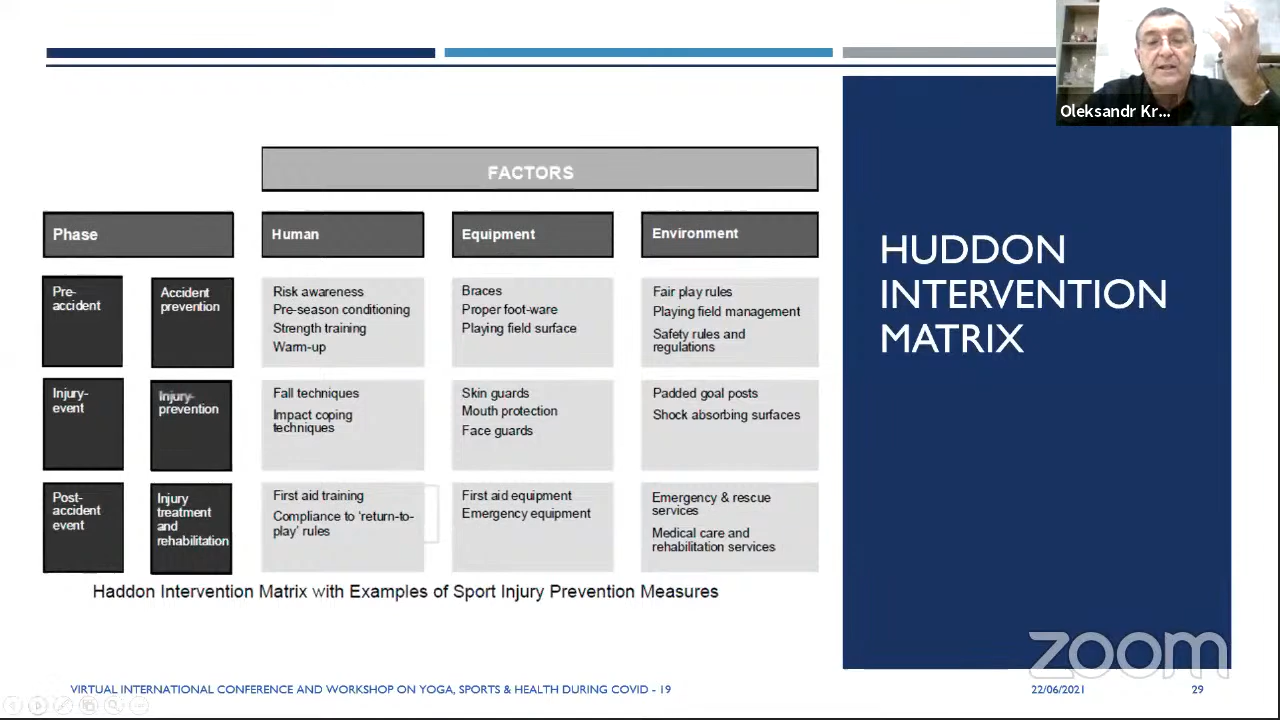 Oleksandr Kr...
FACTORS
Phase
Human
Equipment
Environment
Pre-
accident
Accident
prevention
Risk awareness
Pre-season conditioning
Strength training
Warm-up
Braces
Proper foot-ware
Playing field surface
Fair play rules
Playing field management
Safety rules and
regulations
Injury-
event
Injury-
prevention
Fall techniques
Impact coping
techniques
Skin guards
Mouth protection
Face guards
Padded goal posts
Shock absorbing surfaces
Post-
accident
event
Injury
treatment
and
rehabilitation
First aid training
Compliance to 'return-to-
play' rules
First aid equipment
Emergency equipment
Emergency & rescue
services
Medical care and
rehabilitation services
Haddon Intervention Matrix with Examples of Sport Injury Prevention Measures
HUDDON
INTERVENTION
MATRIX
zoom
VIRTUAL INTERNATIONAL CONFERENCE AND WORKSHOP ON YOGA, SPORTS & HEALTH DURING COVID - 19
22/06/2021
29